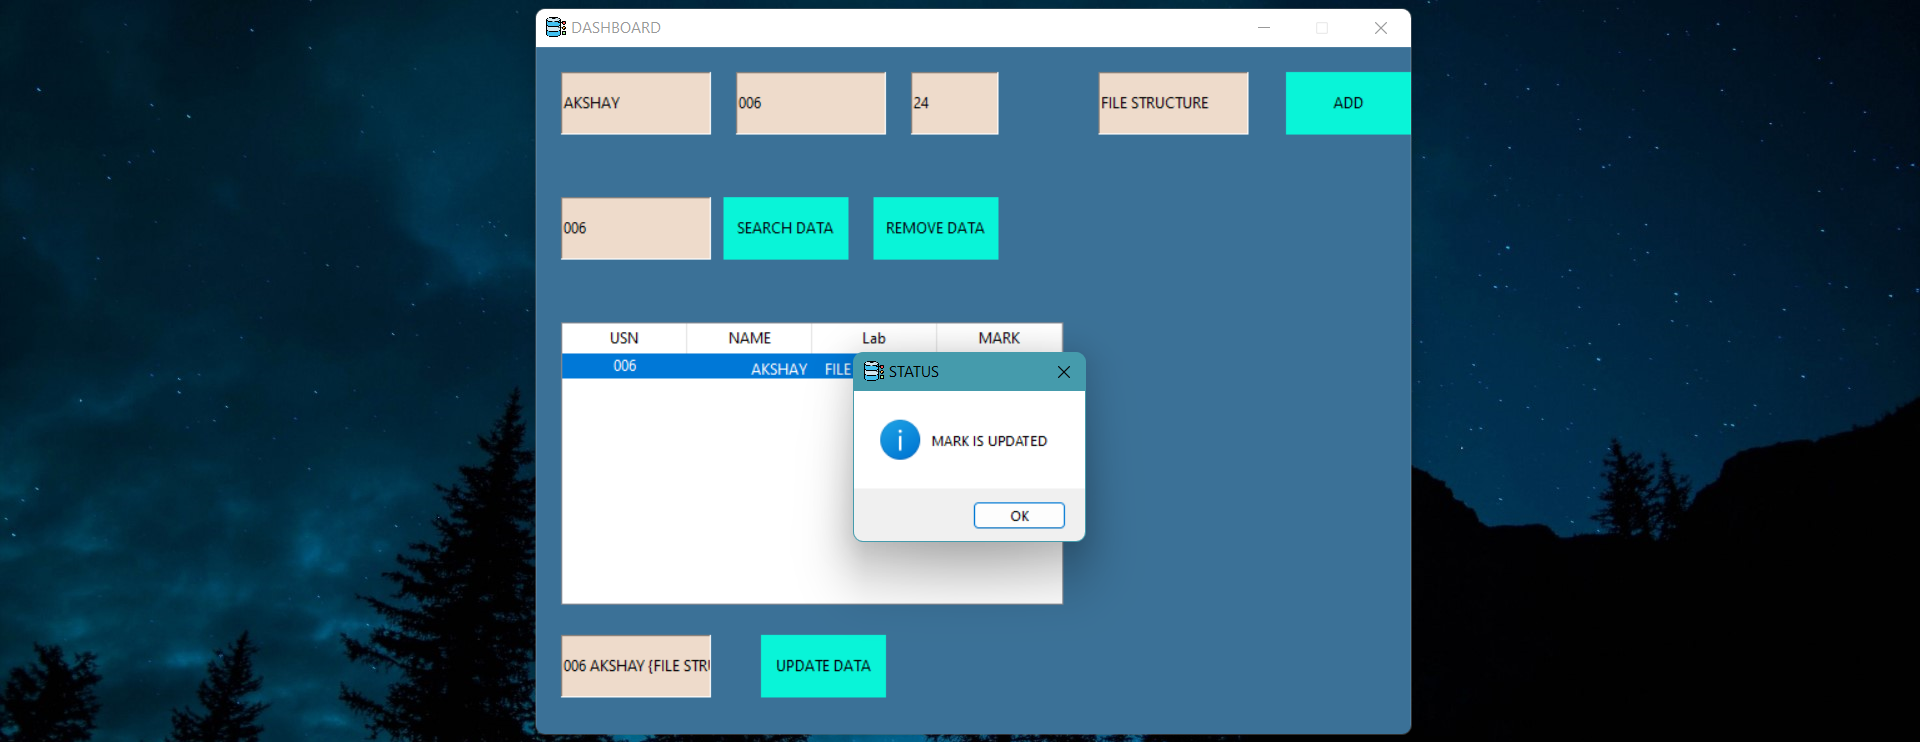 DASHBOARD
AKSHAY 006 24 FILE STRUCTURE ADD
006 SEARCH DATA REMOVE DATA
USN NAME Lab MARK
006 AKSHAY FILE
STATUS
MARK IS UPDATED
OK
006 AKSHAY {FILE STRU UPDATE DATA